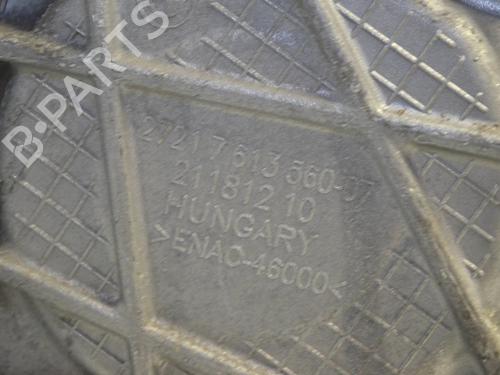 B-PARTS
2721 7 613 560-07
211812 10
HUNGARY
>ENAC-46000<